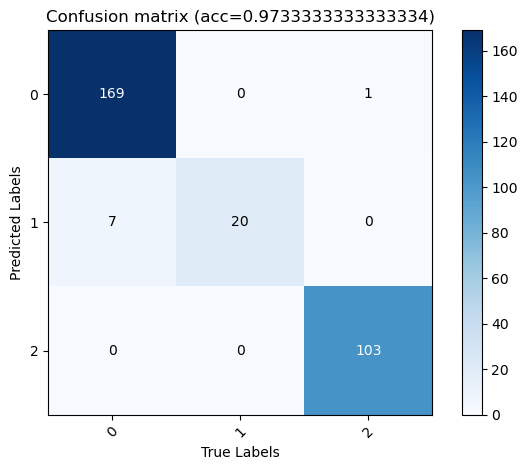 Confusion matrix (acc=0.9733333333333334)
0 169 0 1
1 7 20 0
2 0 0 103
0 1 2
True Labels
Predicted Labels
160
140
120
100
80
60
40
20
0